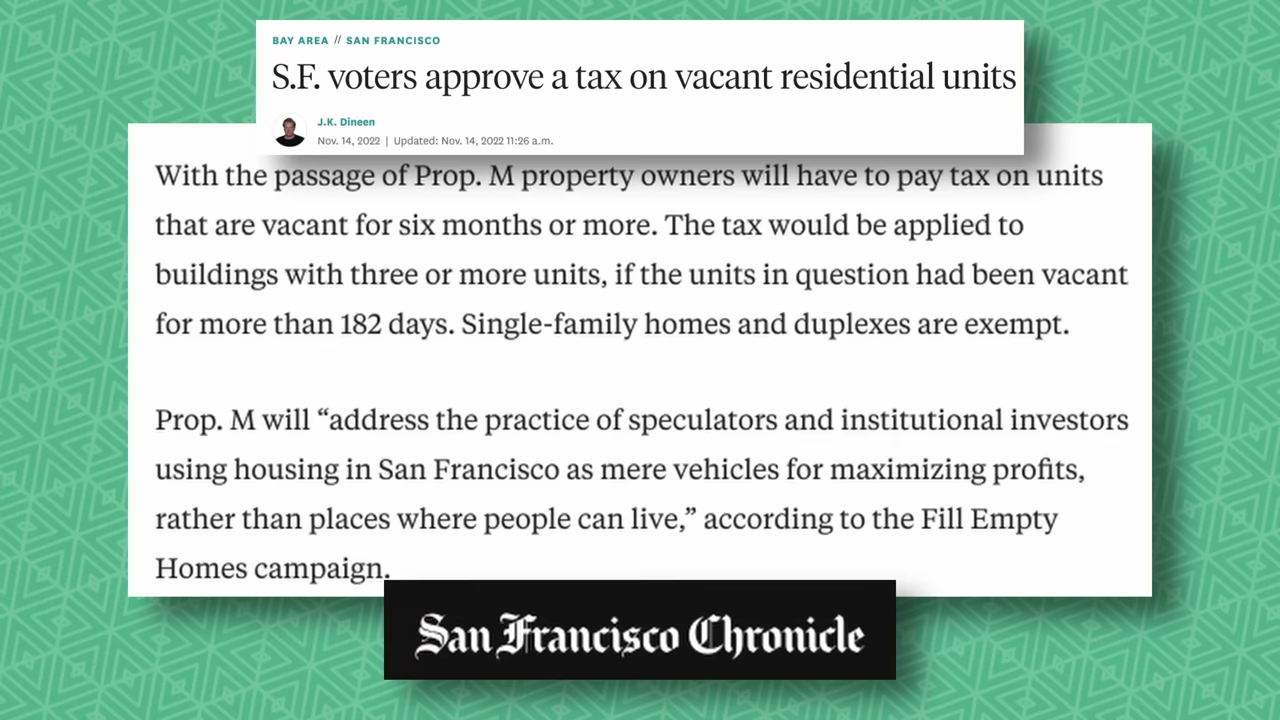 BAY AREA // SAN FRANCISCO
S.F. voters approve a tax on vacant residential units
J.K. Dineen
Nov. 14, 2022 | Updated: Nov. 14, 2022 11:26 a.m.
With the passage of Prop. M property owners will have to pay tax on units
that are vacant for six months or more. The tax would be applied to
buildings with three or more units, if the units in question had been vacant
for more than 182 days. Single-family homes and duplexes are exempt.
Prop. M will “address the practice of speculators and institutional investors
using housing in San Francisco as mere vehicles for maximizing profits,
rather than places where people can live,” according to the Fill Empty
Homes campaign.
San Francisco Chronicle